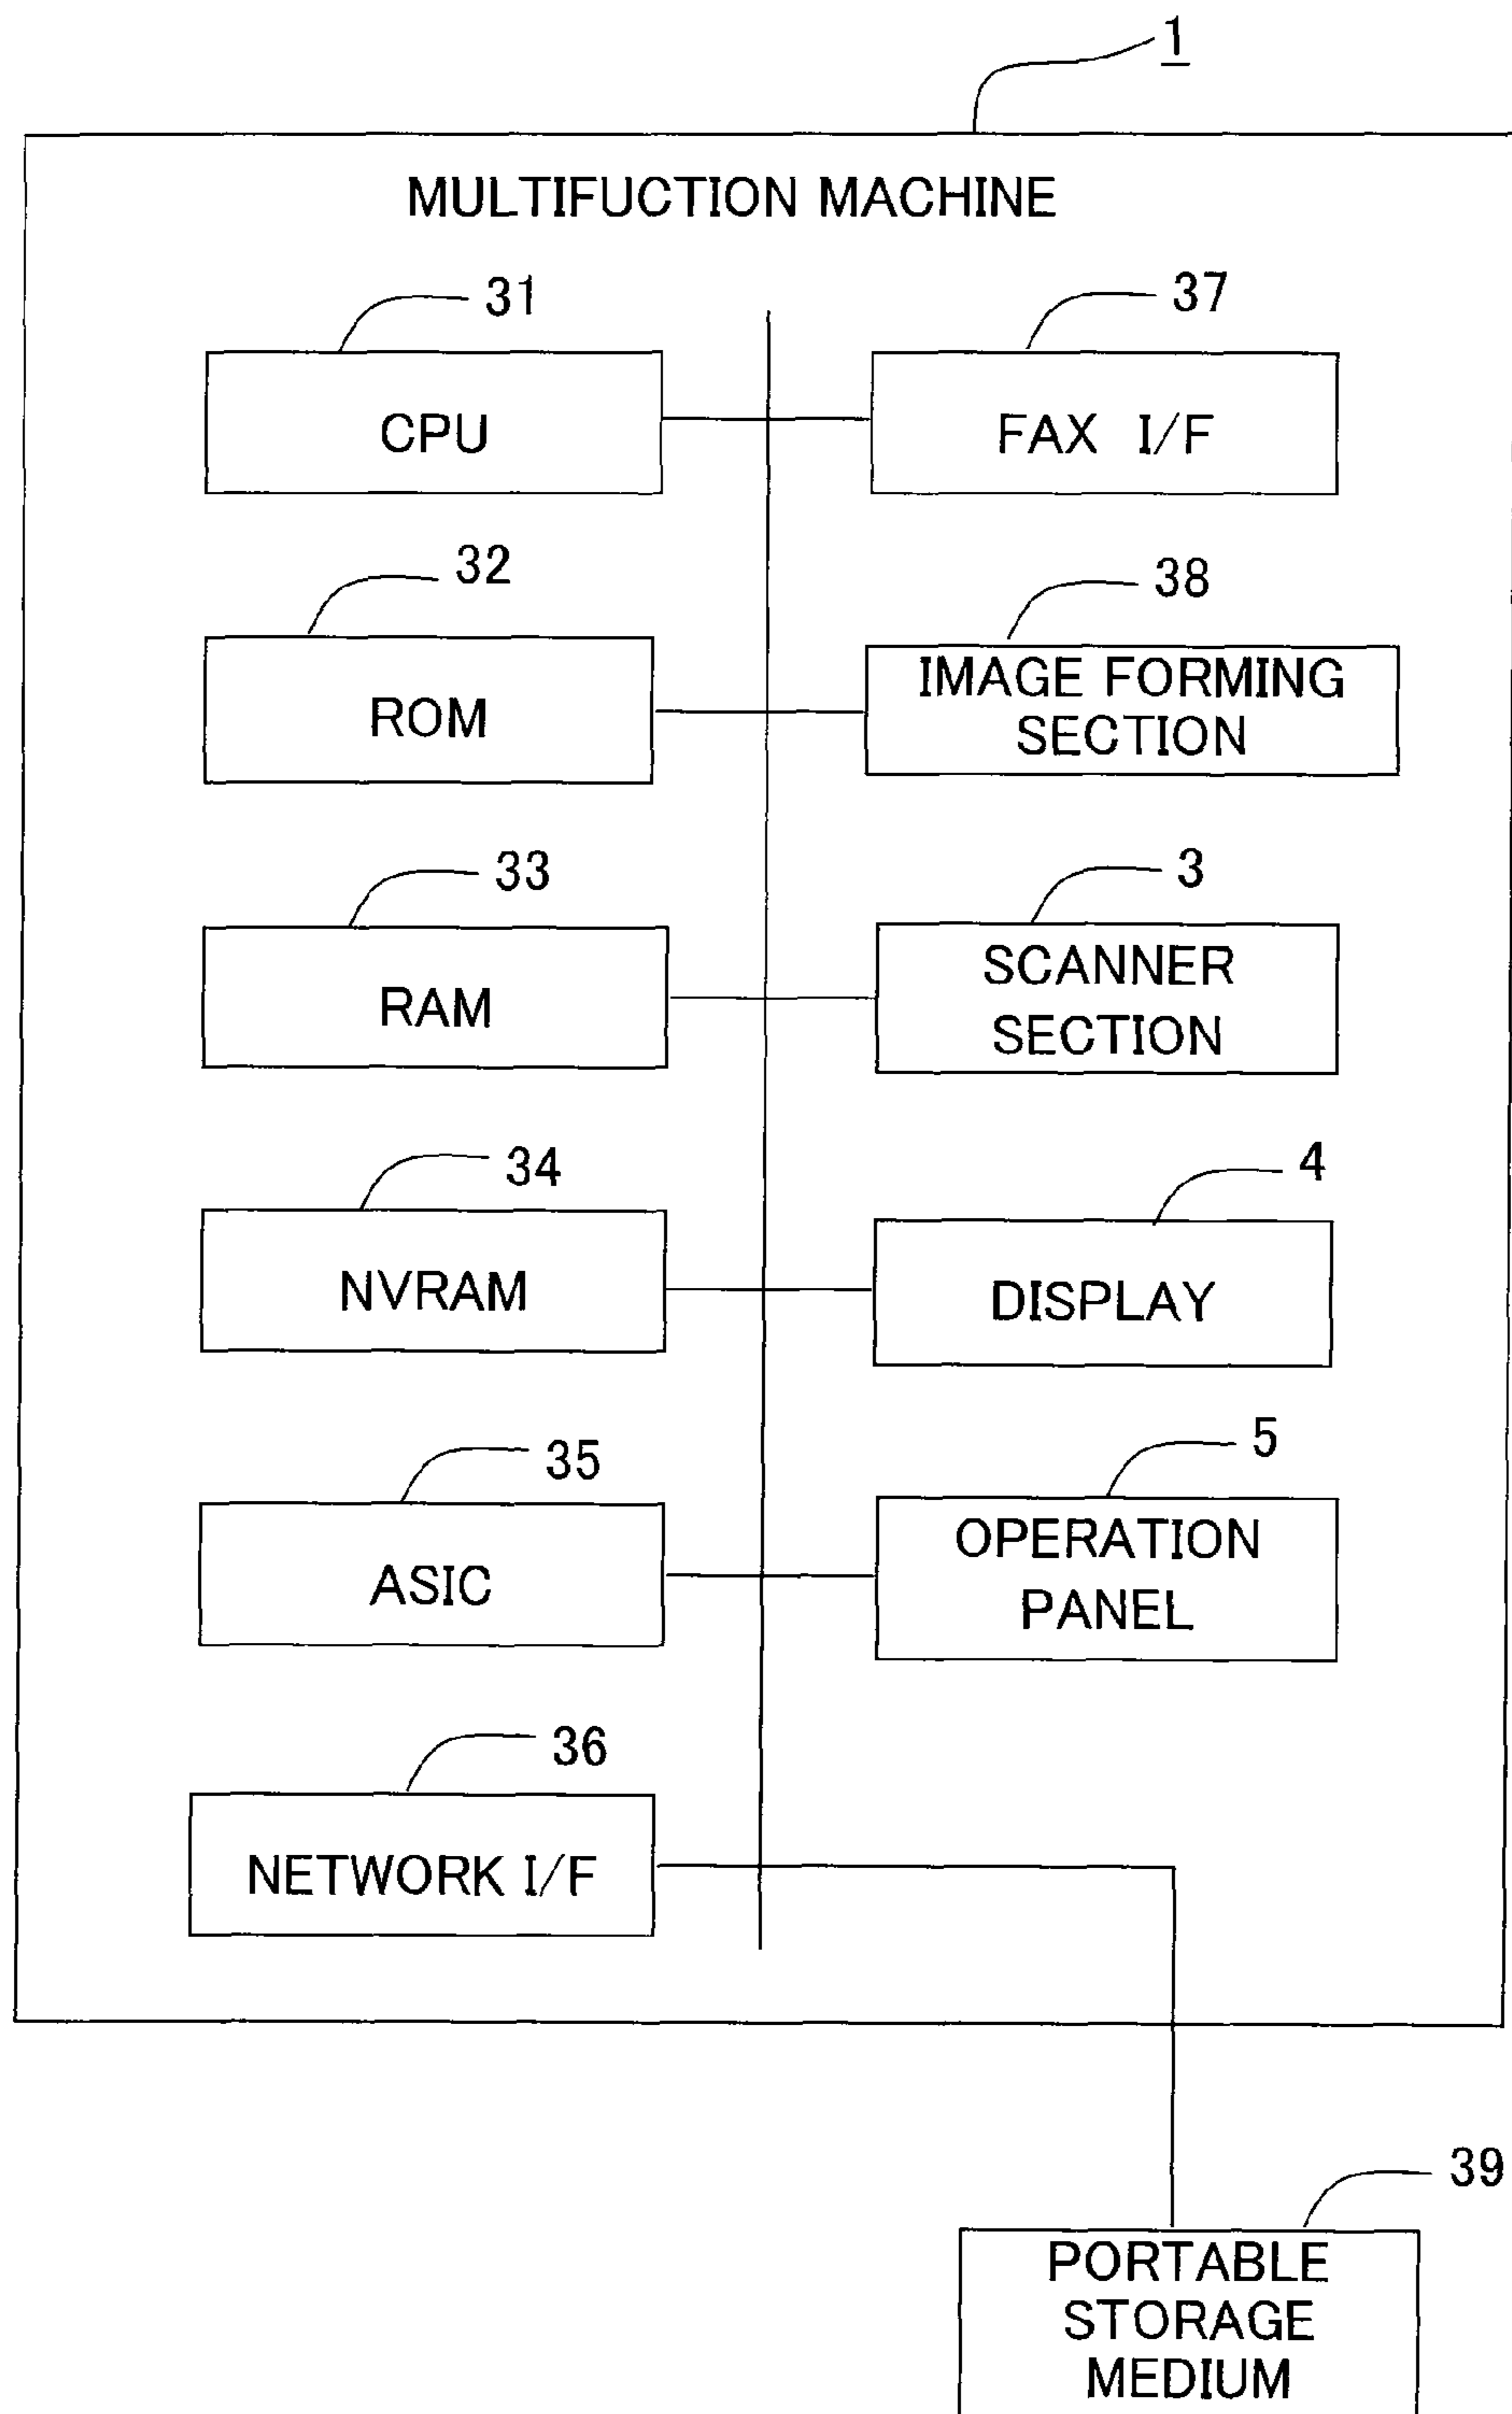 1
MULTIFUCTION MACHINE
31
37
CPU
FAX I/F
32
38
ROM
IMAGE FORMING
SECTION
33
3
RAM
SCANNER
SECTION
34
4
NVRAM
DISPLAY
35
5
ASIC
OPERATION
PANEL
36
NETWORK I/F
39
PORTABLE
STORAGE
MEDIUM